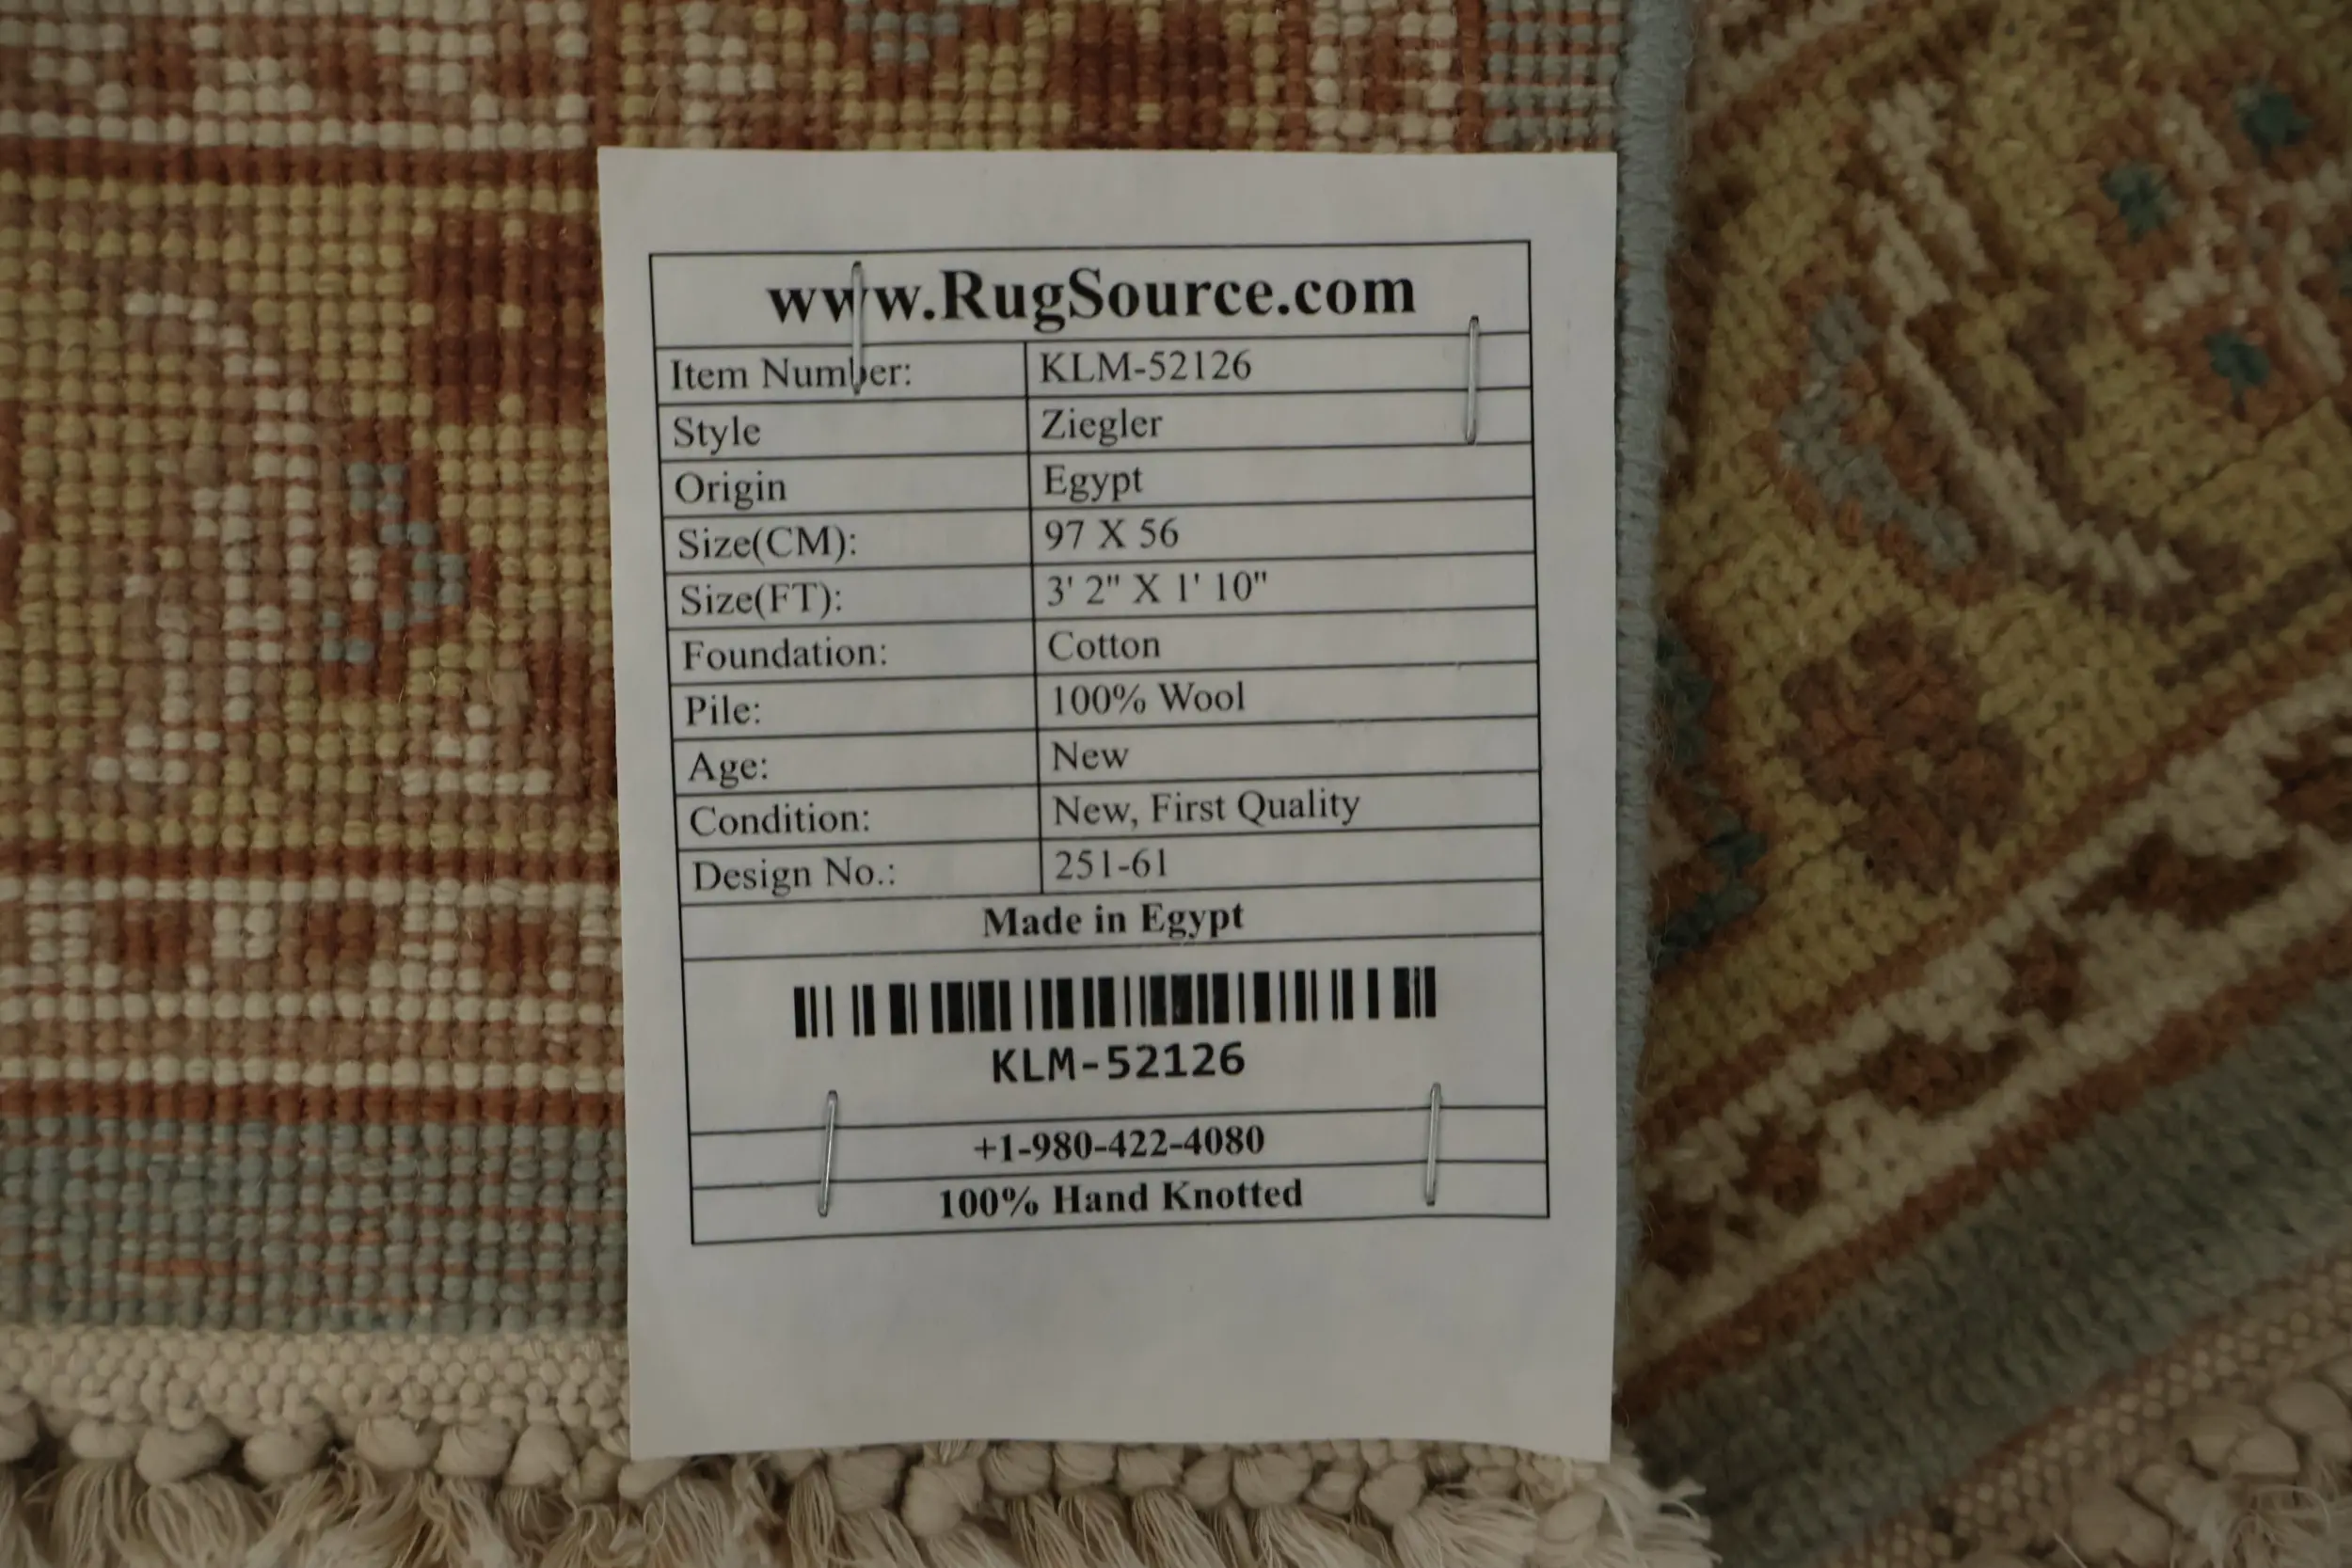 www.RugSource.com
Item Number: KLM-52126
Style Ziegler
Origin Egypt
Size(CM): 97 X 56
Size(FT): 3' 2" X 1' 10"
Foundation: Cotton
Pile: 100% Wool
Age: New
Condition: New, First Quality
Design No.: 251-61
Made in Egypt
KLM-52126
+1-980-422-4080
100% Hand Knotted